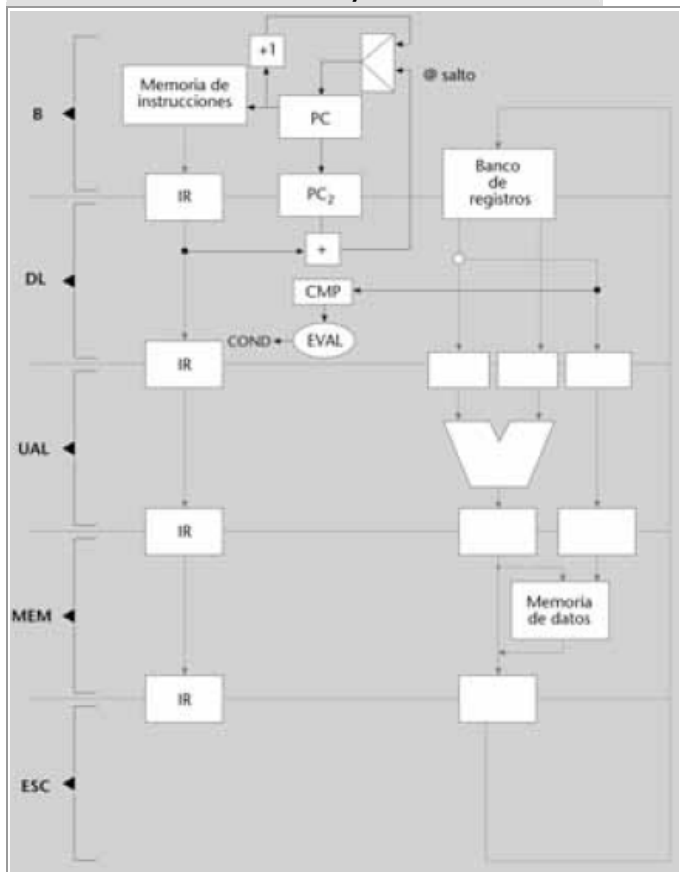 +1
@ salto
Memoria de
instrucciones
B
PC
Banco
de
registros
IR
PC2
+
DL
CMP
COND
EVAL
IR
UAL
IR
MEM
Memoria
de datos
IR
ESC